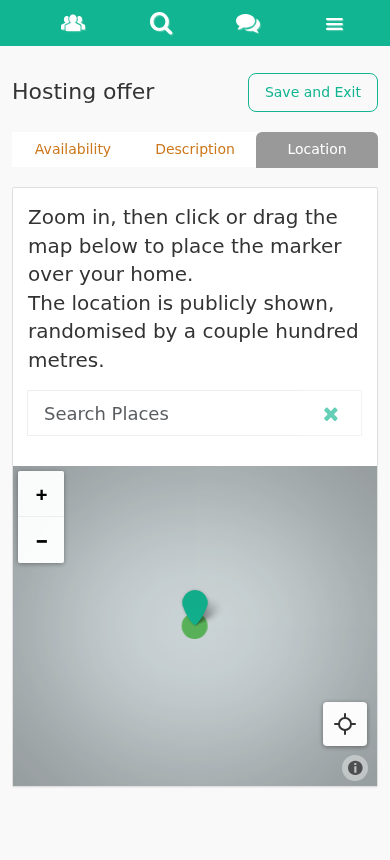 Hosting offer
Save and Exit
Availability
Description
Location
Zoom in, then click or drag the
map below to place the marker
over your home.
The location is publicly shown,
randomised by a couple hundred
metres.
Search Places
+
−